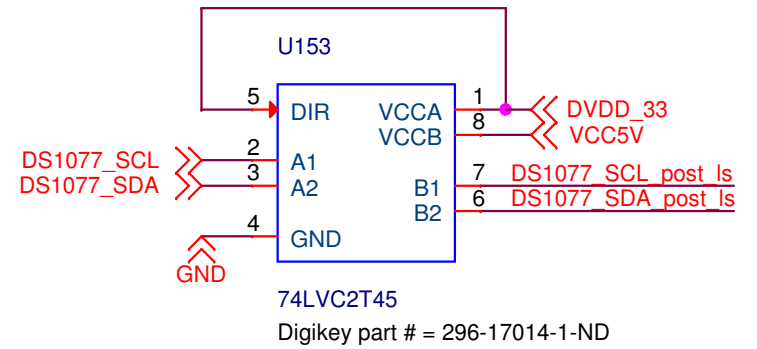 U153
5 DIR VCCA 1 DVDD_33
VCCB 8 VCC5V
DS1077_SCL 2 A1
DS1077_SDA 3 A2
B1 7 DS1077_SCL_post_ls
B2 6 DS1077_SDA_post_ls
4 GND
GND
74LVC2T45
Digikey part # = 296-17014-1-ND